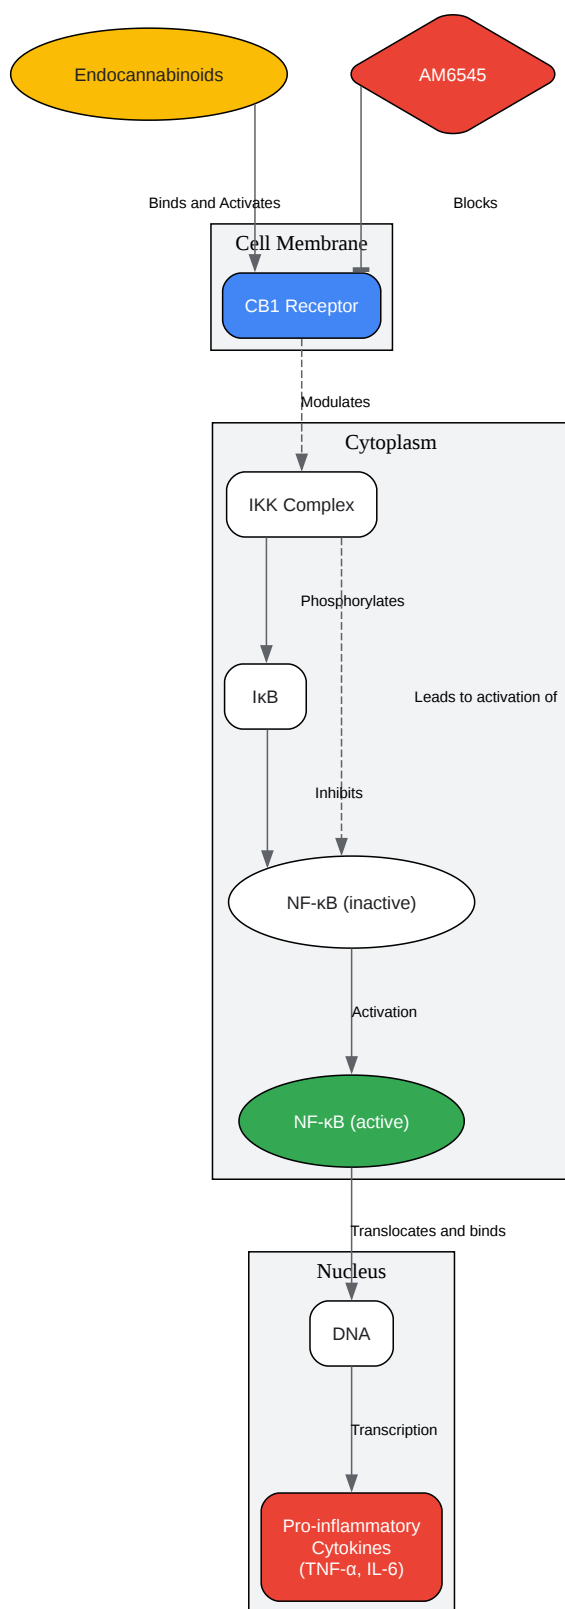 Endocannabinoids
AM6545
Binds and Activates
Blocks
Cell Membrane
CB1 Receptor
Modulates
Cytoplasm
IKK Complex
Phosphorylates
IκB
Leads to activation of
Inhibits
NF-κB (inactive)
Activation
NF-κB (active)
Translocates and binds
Nucleus
DNA
Transcription
Pro-inflammatory
Cytokines
(TNF-α, IL-6)